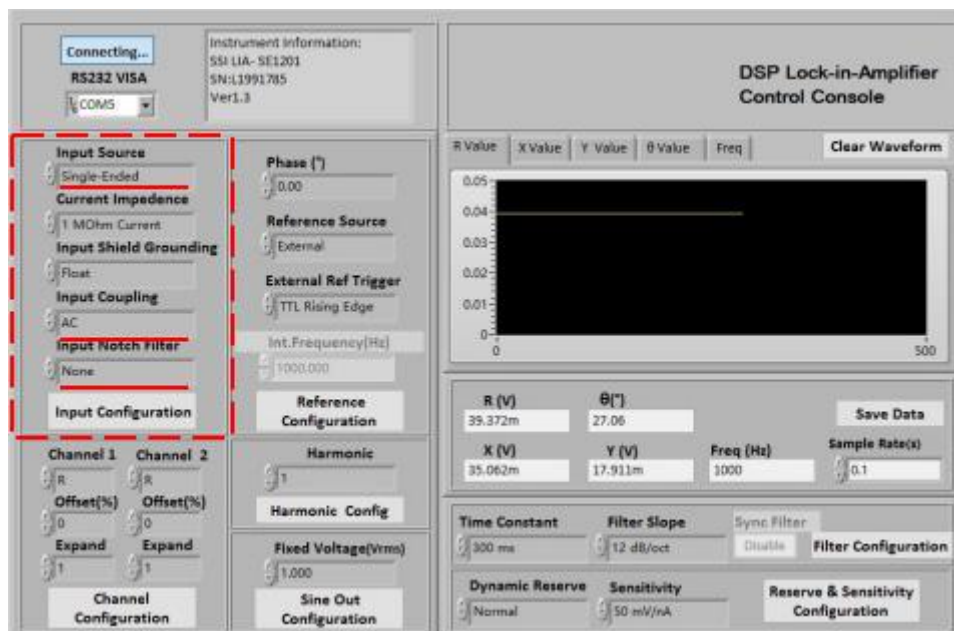 Connecting...
RS232 VISA
COM5
Instrument Information:
SSI LIA- SE1201
SN:L1991785
Ver1.3
DSP Lock-in-Amplifier
Control Console
Input Source
Single-Ended
Current Impedence
1 MOhm Current
Input Shield Grounding
Float
Input Coupling
AC
Input Notch Filter
None
Input Configuration
Phase (°)
0.00
Reference Source
External
External Ref Trigger
TTL Rising Edge
Int.Frequency(Hz)
1000.000
Reference
Configuration
R Value X Value Y Value θ Value Freq Clear Waveform
0.05
0.04
0.03
0.02
0.01
0
0 500
R (V) θ(°)
39.372m 27.06 Save Data
X (V) Y (V) Freq (Hz) Sample Rate(s)
35.062m 17.911m 1000 0.1
Channel 1 Channel 2
R R
Offset(%) Offset(%)
0 0
Expand Expand
1 1
Channel
Configuration
Harmonic
1
Harmonic Config
Fixed Voltage(Vrms)
1.000
Sine Out
Configuration
Time Constant Filter Slope Sync Filter
300 ms 12 dB/oct Disable Filter Configuration
Dynamic Reserve Sensitivity
Normal 50 mV/nA
Reserve & Sensitivity
Configuration